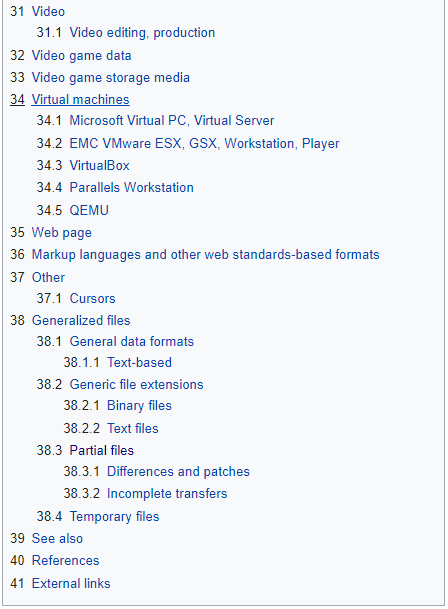 31 Video
31.1 Video editing, production
32 Video game data
33 Video game storage media
34 Virtual machines
34.1 Microsoft Virtual PC, Virtual Server
34.2 EMC VMware ESX, GSX, Workstation, Player
34.3 VirtualBox
34.4 Parallels Workstation
34.5 QEMU
35 Web page
36 Markup languages and other web standards-based formats
37 Other
37.1 Cursors
38 Generalized files
38.1 General data formats
38.1.1 Text-based
38.2 Generic file extensions
38.2.1 Binary files
38.2.2 Text files
38.3 Partial files
38.3.1 Differences and patches
38.3.2 Incomplete transfers
38.4 Temporary files
39 See also
40 References
41 External links